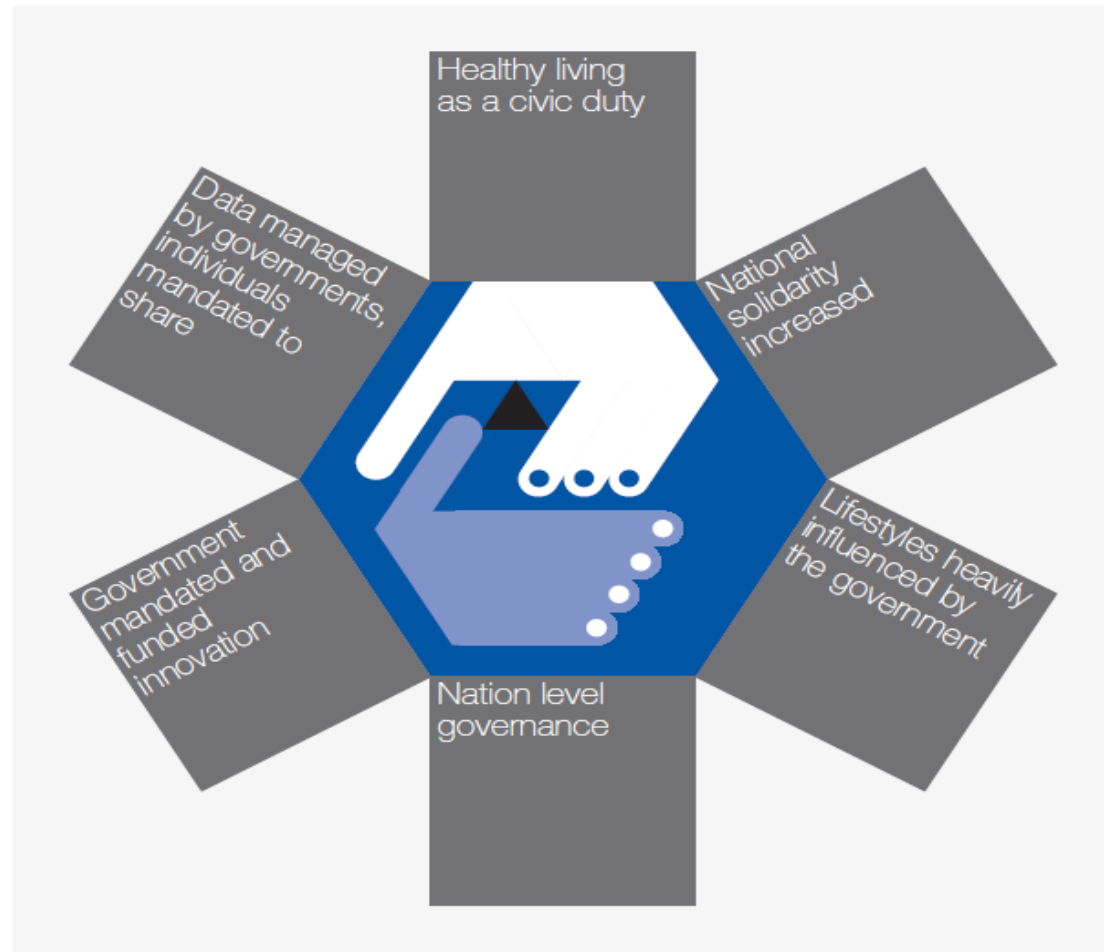 Healthy living
as a civic duty
National
solidarity
increased
Lifestyles heavily
influenced by
the government
Nation level
governance
Government
mandated and
funded
innovation
Data managed
by governments,
individuals
mandated to
share